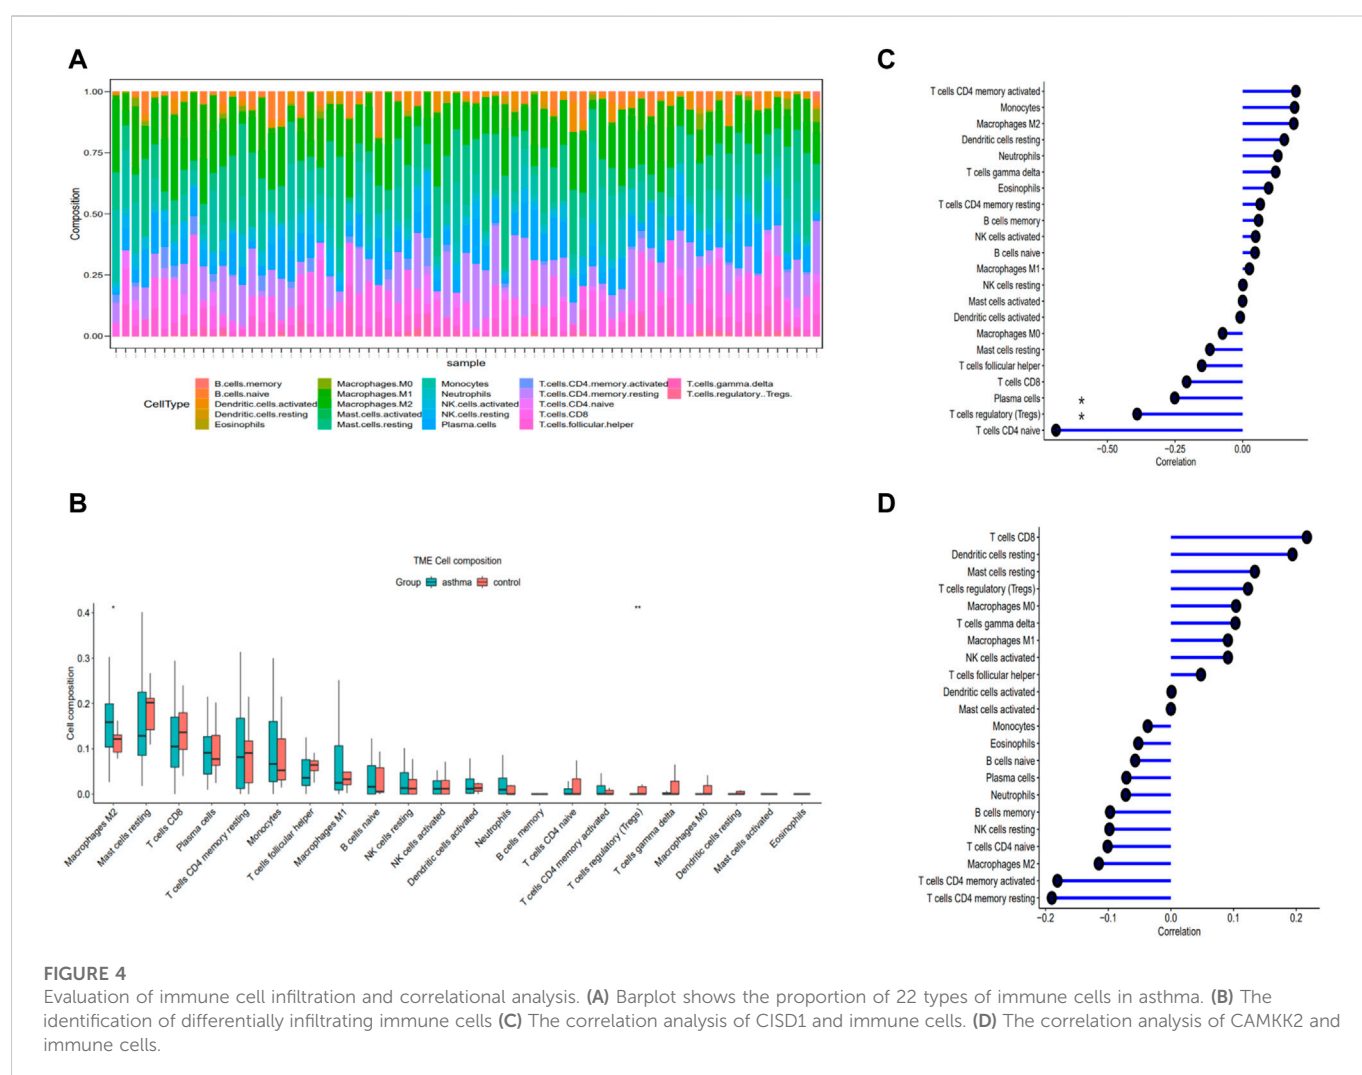 A
1.00
0.75
0.50
0.25
0.00
Composition
sample
CellType
B.cells.memory
B.cells.naive
Dendritic.cells.activated
Dendritic.cells.resting
Eosinophils
Macrophages.M0
Macrophages.M1
Macrophages.M2
Mast.cells.activated
Mast.cells.resting
Monocytes
Neutrophils
NK.cells.activated
NK.cells.resting
Plasma.cells
T.cells.CD4.memory.activated
T.cells.CD4.memory.resting
T.cells.CD4.naive
T.cells.CD8
T.cells.follicular.helper
T.cells.gamma.delta
T.cells.regulatory..Tregs.
C
T cells CD4 memory activated
Monocytes
Macrophages M2
Dendritic cells resting
Neutrophils
T cells gamma delta
Eosinophils
T cells CD4 memory resting
B cells memory
NK cells activated
B cells naive
Macrophages M1
NK cells resting
Mast cells activated
Dendritic cells activated
Macrophages M0
Mast cells resting
T cells follicular helper
T cells CD8
Plasma cells
*
T cells regulatory (Tregs)
*
T cells CD4 naive
−0.50 −0.25 0.00
Correlation
B
TME Cell composition
Group asthma control
* **
0.4
0.3
0.2
0.1
0.0
Cell composition
Macrophages M2
Mast cells resting
T cells CD8
Plasma cells
T cells CD4 memory resting
Monocytes
T cells follicular helper
Macrophages M1
B cells naive
NK cells resting
NK cells activated
Dendritic cells activated
Neutrophils
B cells memory
T cells CD4 naive
T cells CD4 memory activated
T cells regulatory (Tregs)
T cells gamma delta
Macrophages M0
Dendritic cells resting
Mast cells activated
Eosinophils
D
T cells CD8
Dendritic cells resting
Mast cells resting
T cells regulatory (Tregs)
Macrophages M0
T cells gamma delta
Macrophages M1
NK cells activated
T cells follicular helper
Dendritic cells activated
Mast cells activated
Monocytes
Eosinophils
B cells naive
Plasma cells
Neutrophils
B cells memory
NK cells resting
T cells CD4 naive
Macrophages M2
T cells CD4 memory activated
T cells CD4 memory resting
−0.2 −0.1 0.0 0.1 0.2
Correlation
FIGURE 4
Evaluation of immune cell infiltration and correlational analysis. (A) Barplot shows the proportion of 22 types of immune cells in asthma. (B) The
identification of differentially infiltrating immune cells (C) The correlation analysis of CISD1 and immune cells. (D) The correlation analysis of CAMKK2 and
immune cells.